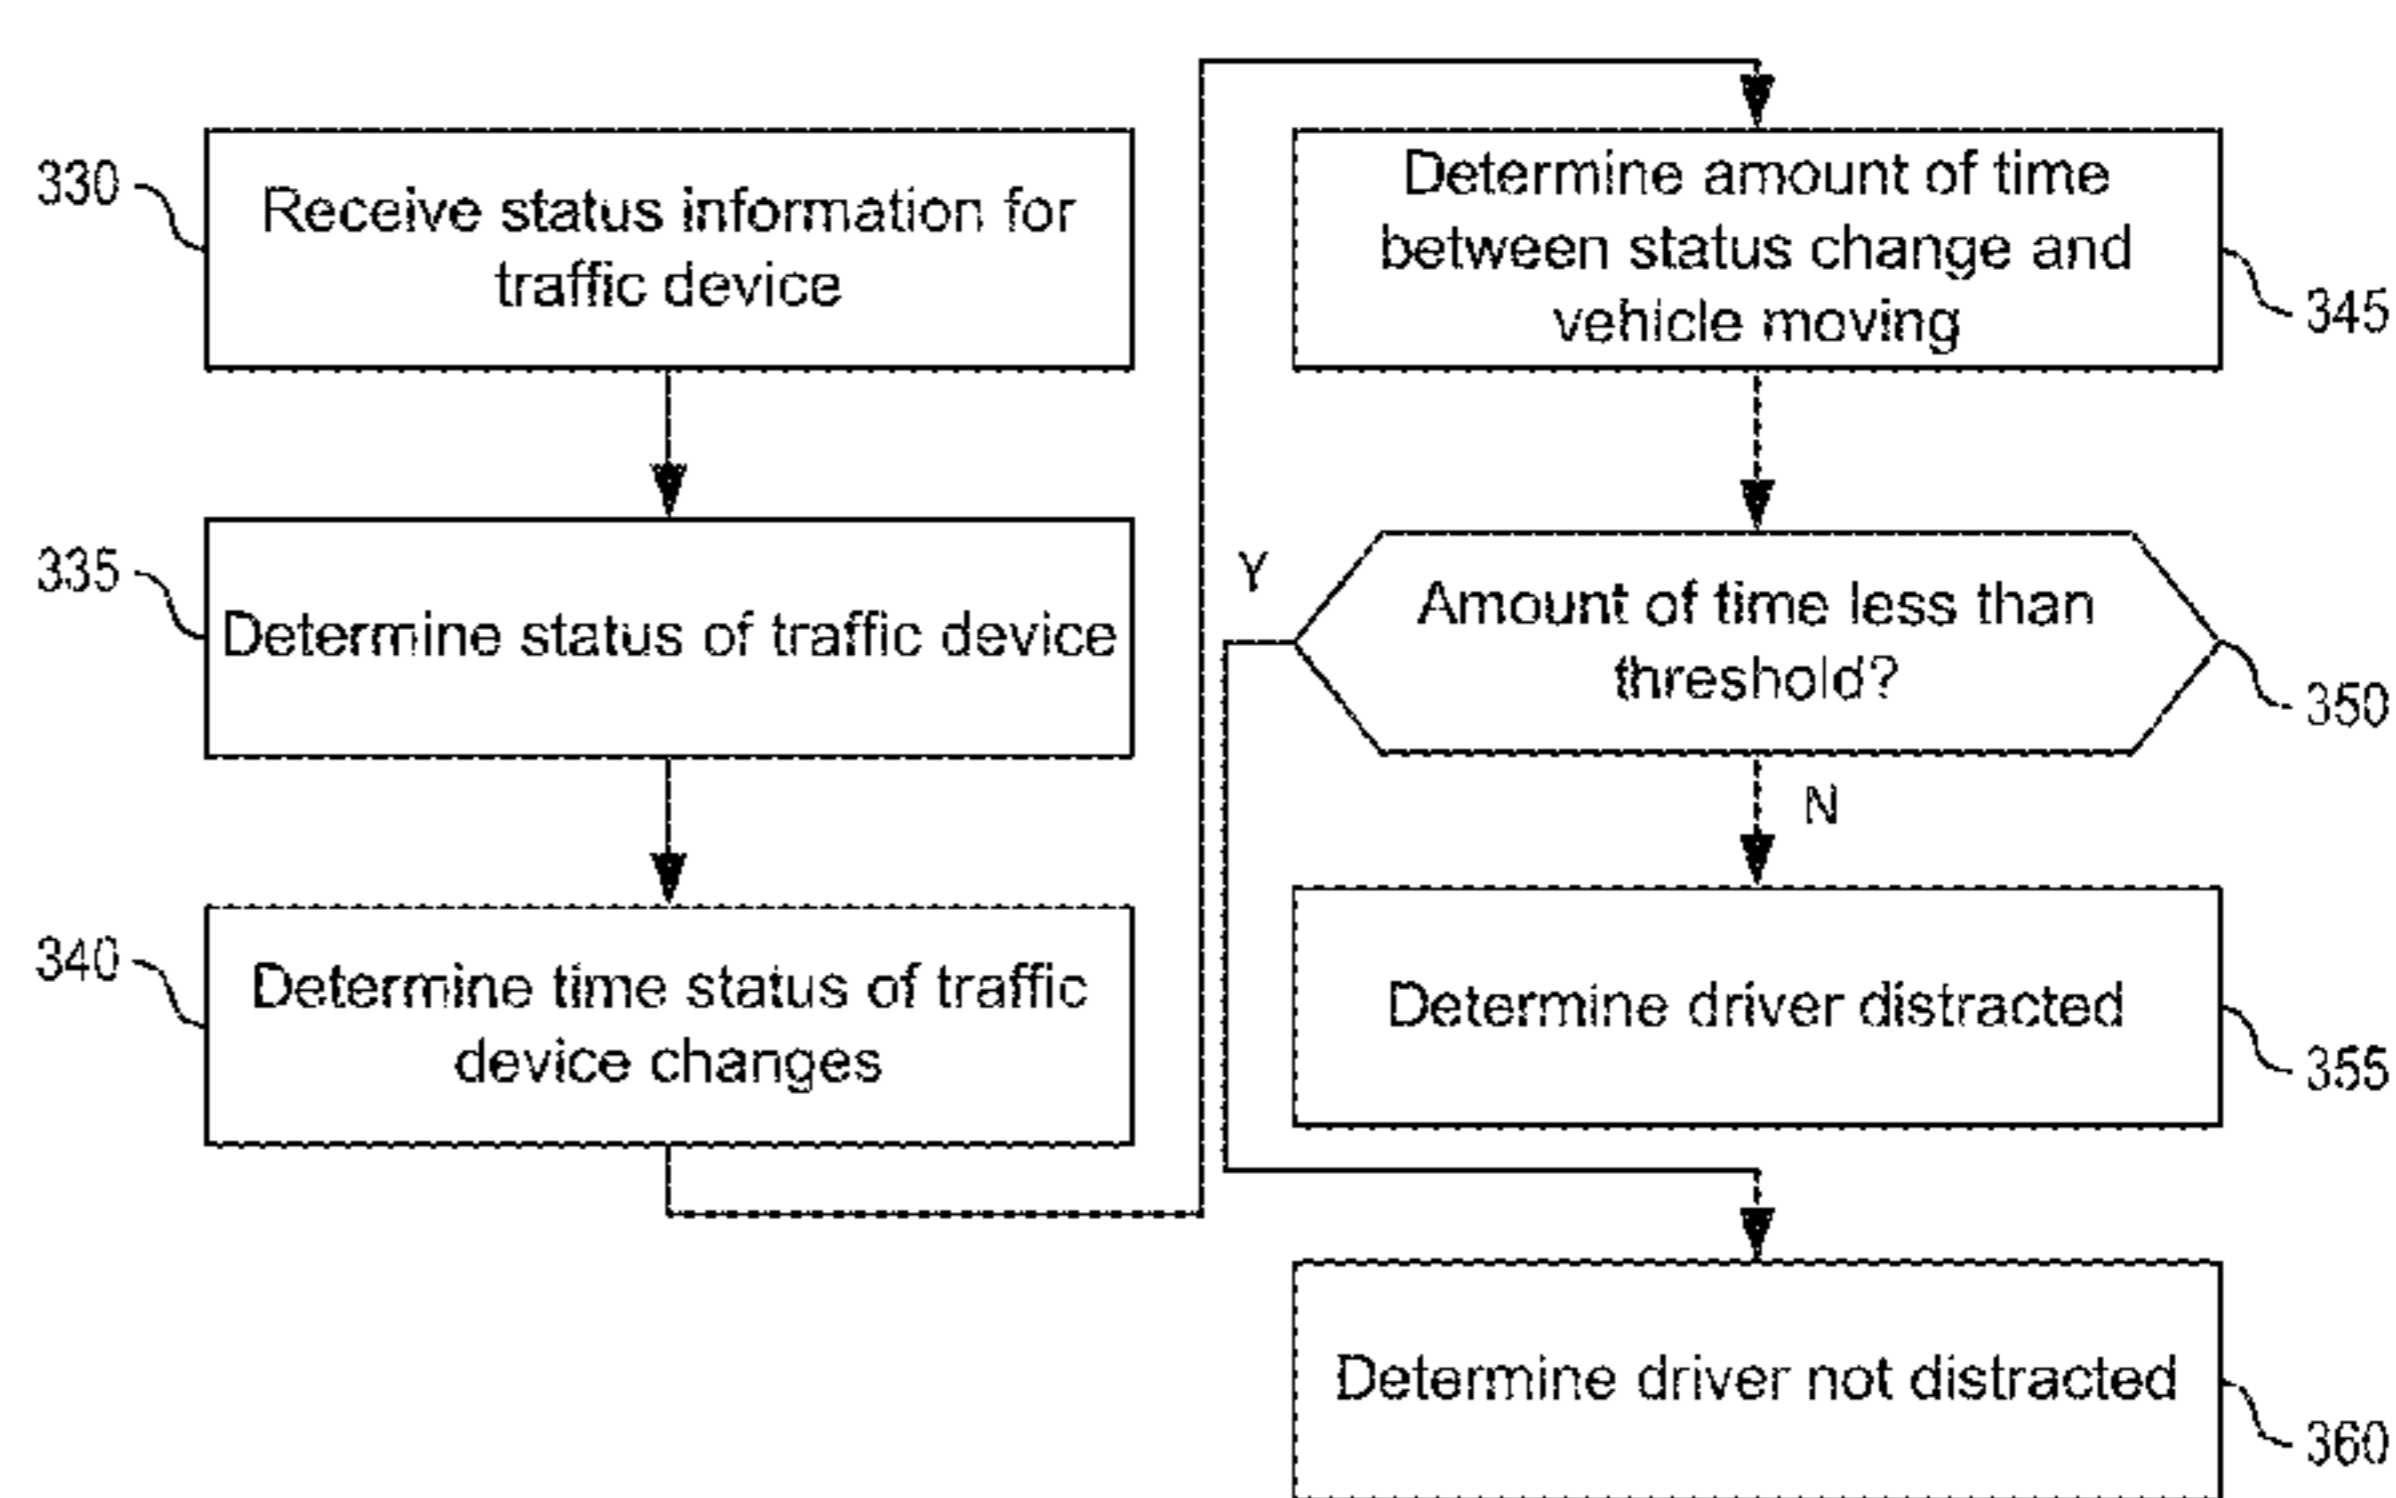 330
Receive status information for
traffic device
335
Determine status of traffic device
340
Determine time status of traffic
device changes
Determine amount of time
between status change and
vehicle moving
345
Y
Amount of time less than
threshold?
350
N
Determine driver distracted
355
Determine driver not distracted
360